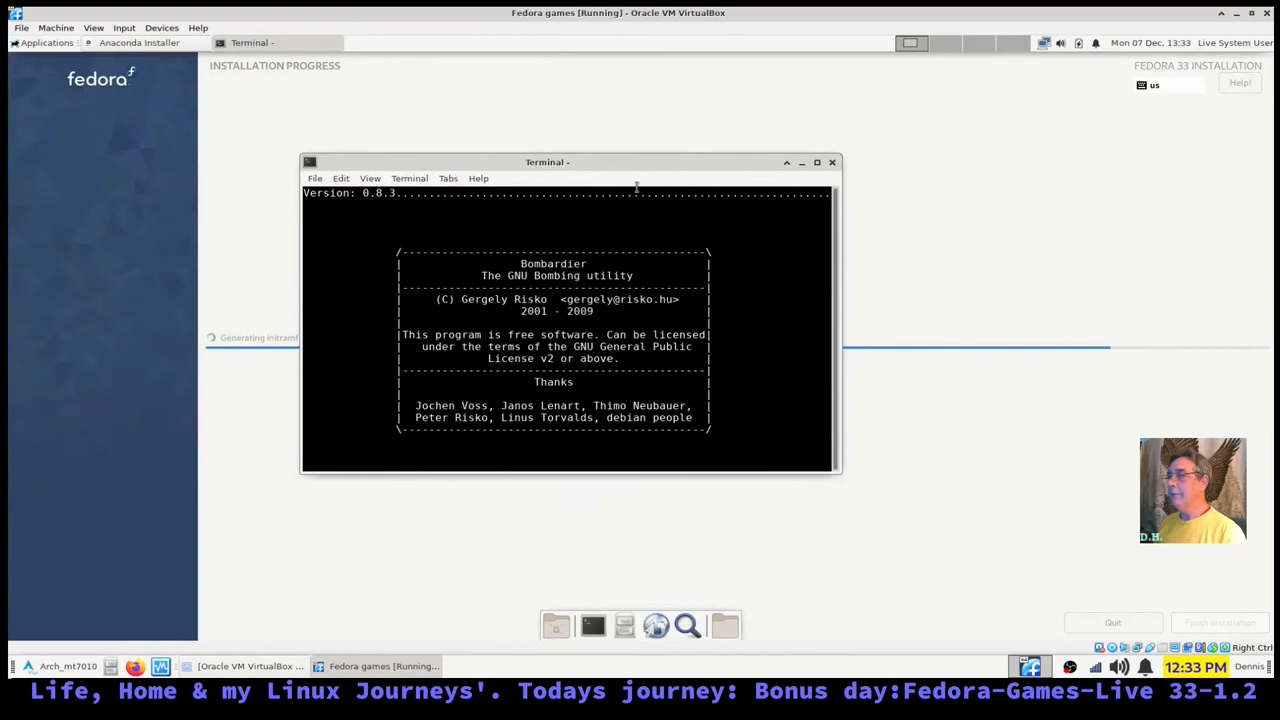 Fedora games [Running] - Oracle VM VirtualBox
File Machine View Input Devices Help
Applications Anaconda Installer Terminal - Mon 07 Dec, 13:33 Live System User
fedora
INSTALLATION PROGRESS
FEDORA 33 INSTALLATION
us
Help!
Terminal -
File Edit View Terminal Tabs Help
Version: 0.8.3..................................................................
/----------------------------------------------\
Bombardier
The GNU Bombing utility
|----------------------------------------------|
(C) Gergely Risko <gergely@risko.hu>
2001 - 2009
This program is free software. Can be licensed
under the terms of the GNU General Public
License v2 or above.
|----------------------------------------------|
Thanks
Jochen Voss, Janos Lenart, Thimo Neubauer,
Peter Risko, Linus Torvalds, debian people
\----------------------------------------------/
Generating initramf
D.H.
Quit
Finish Installation
Right Ctrl
Arch_mt7010 [Oracle VM VirtualBox ... Fedora games [Running... 12:33 PM Dennis
Life, Home & my Linux Journeys'. Todays journey: Bonus day:Fedora-Games-Live 33-1.2